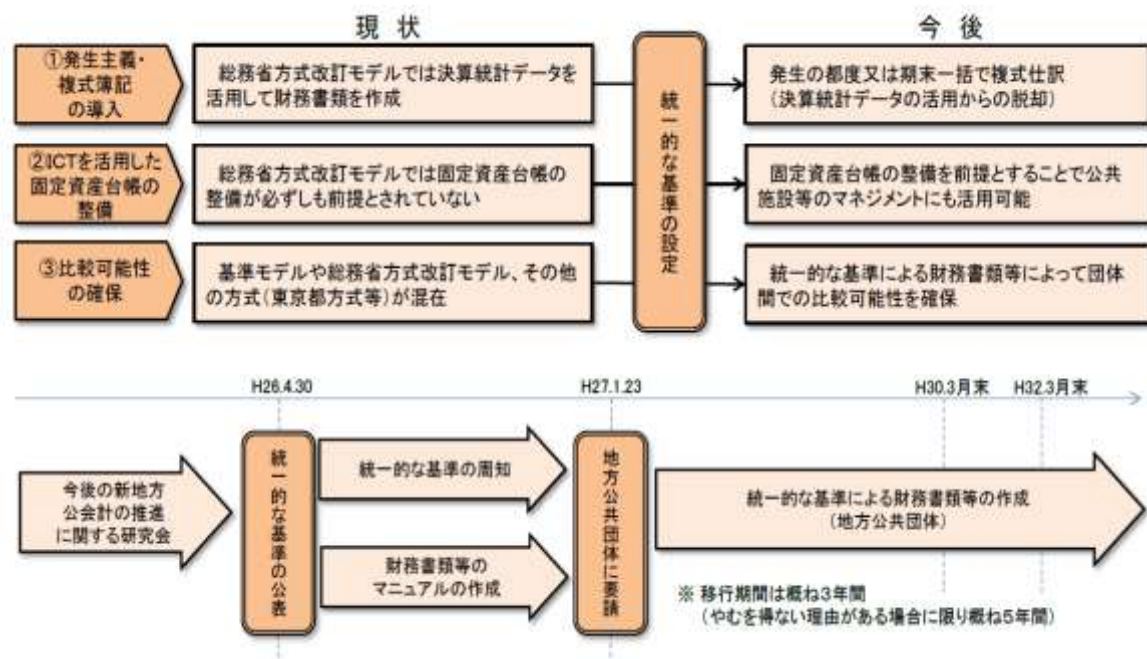 現 状
今 後
①発生主義・
複式簿記
の導入
総務省方式改訂モデルでは決算統計データを
活用して財務書類を作成
発生の都度又は期末一括で複式仕訳
(決算統計データの活用からの脱却)
②ICTを活用した
固定資産台帳の
整備
総務省方式改訂モデルでは固定資産台帳の
整備が必ずしも前提とされていない
固定資産台帳の整備を前提とすることで公共
施設等のマネジメントにも活用可能
③比較可能性
の確保
基準モデルや総務省方式改訂モデル、その他
の方式(東京都方式等)が混在
統一的な基準による財務書類等によって団体
間での比較可能性を確保
統一的な基準の設定
H26.4.30
H27.1.23
H30.3月末
H32.3月末
今後の新地方
公会計の推進
に関する研究会
統一的な基準の公表
統一的な基準の周知
財務書類等の
マニュアルの作成
地方公共団体に要請
統一的な基準による財務書類等の作成
(地方公共団体)
※ 移行期間は概ね3年間
(やむを得ない理由がある場合に限り概ね5年間)